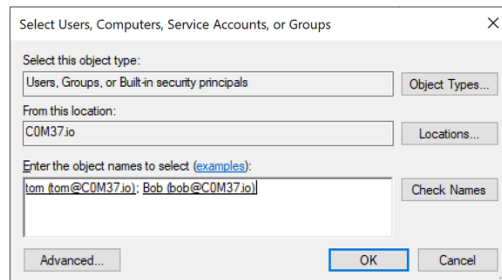 Select Users, Computers, Service Accounts, or Groups
Select this object type:
Users, Groups, or Built-in security principals
Object Types...
From this location:
C0M37.io
Locations...
Enter the object names to select (examples):
tom (tom@C0M37.io); Bob (bob@C0M37.io)
Check Names
Advanced...
OK
Cancel